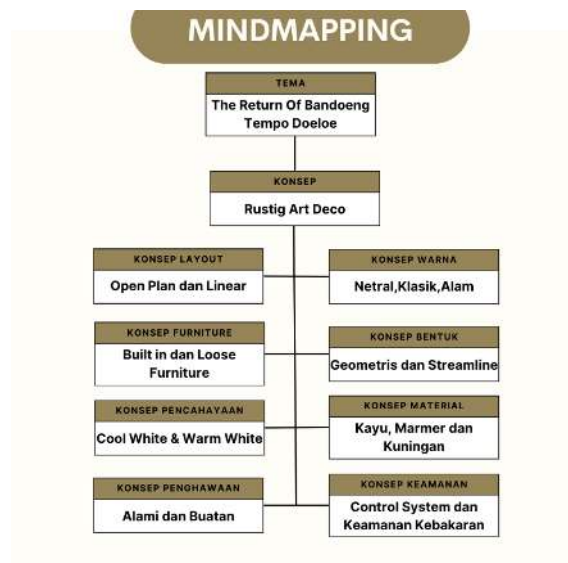 MINDMAPPING
TEMA
The Return Of Bandoeng
Tempo Doeloe
KONSEP
Rustig Art Deco
KONSEP LAYOUT
Open Plan dan Linear
KONSEP WARNA
Netral,Klasik,Alam
KONSEP FURNITURE
Built in dan Loose
Furniture
KONSEP BENTUK
Geometris dan Streamline
KONSEP PENCAHAYAAN
Cool White & Warm White
KONSEP MATERIAL
Kayu, Marmer dan
Kuningan
KONSEP PENGHAWAAN
Alami dan Buatan
KONSEP KEAMANAN
Control System dan
Keamanan Kebakaran